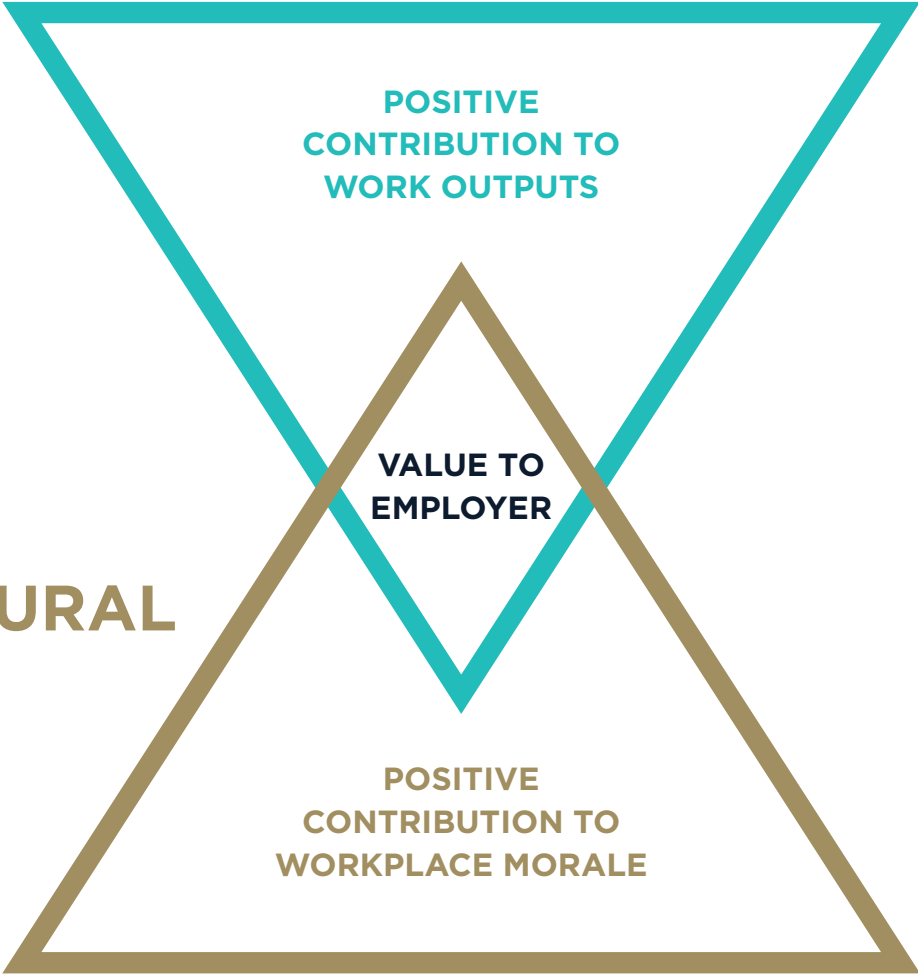 POSITIVE
CONTRIBUTION TO
WORK OUTPUTS
VALUE TO
EMPLOYER
URAL
POSITIVE
CONTRIBUTION TO
WORKPLACE MORALE